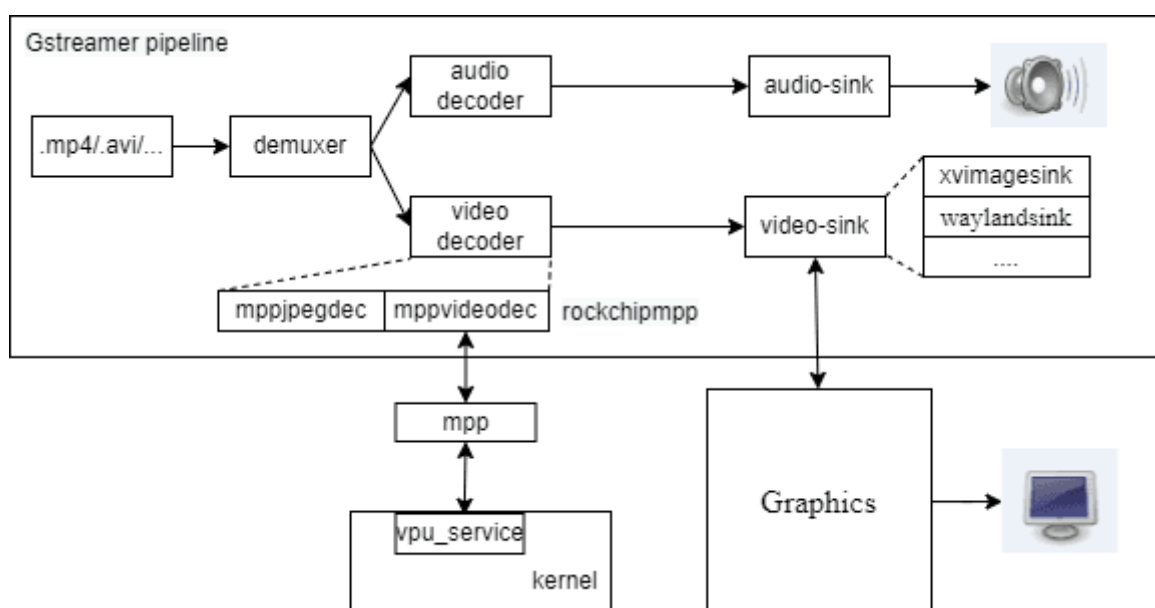 Gstreamer pipeline
audio
decoder
audio-sink
.mp4/.avi/...
demuxer
xvimagesink
video
decoder
video-sink
waylandsink
....
mppjpegdec
mppvideodec
rockchipmpp
mpp
Graphics
vpu_service
kernel